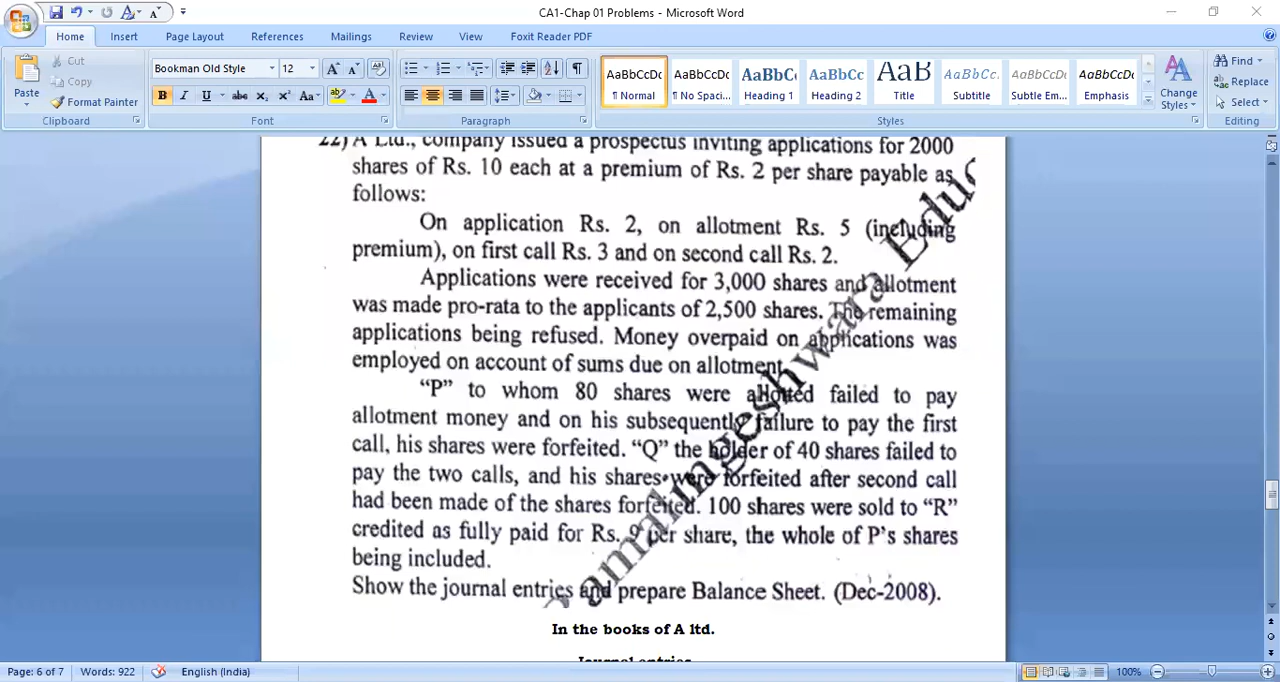 CA1-Chap 01 Problems - Microsoft Word
Home Insert Page Layout References Mailings Review View Foxit Reader PDF
Cut
Copy
Format Painter
Paste
Clipboard
Bookman Old Style 12
Font
Paragraph
AaBbCcDc AaBbCcDc AaBbC AaBbCc AaB AaBbCc. AaBbCcDc AaBbCcDc
¶ Normal ¶ No Spaci... Heading 1 Heading 2 Title Subtitle Subtle Em... Emphasis
Change Styles
Styles
Find
Replace
Select
Editing
22) A Ltd., company issued a prospectus inviting applications for 2000
shares of Rs. 10 each at a premium of Rs. 2 per share payable as
follows:
On application Rs. 2, on allotment Rs. 5 (including
premium), on first call Rs. 3 and on second call Rs. 2.
Applications were received for 3,000 shares and allotment
was made pro-rata to the applicants of 2,500 shares. The remaining
applications being refused. Money overpaid on applications was
employed on account of sums due on allotment.
"P" to whom 80 shares were allotted failed to pay
allotment money and on his subsequently failure to pay the first
call, his shares were forfeited. "Q" the holder of 40 shares failed to
pay the two calls, and his shares were forfeited after second call
had been made of the shares forfeited. 100 shares were sold to "R"
credited as fully paid for Rs. 9 per share, the whole of P's shares
being included.
Show the journal entries and prepare Balance Sheet. (Dec-2008).
In the books of A ltd.
Journal entries
Page: 6 of 7 Words: 922 English (India) 100%